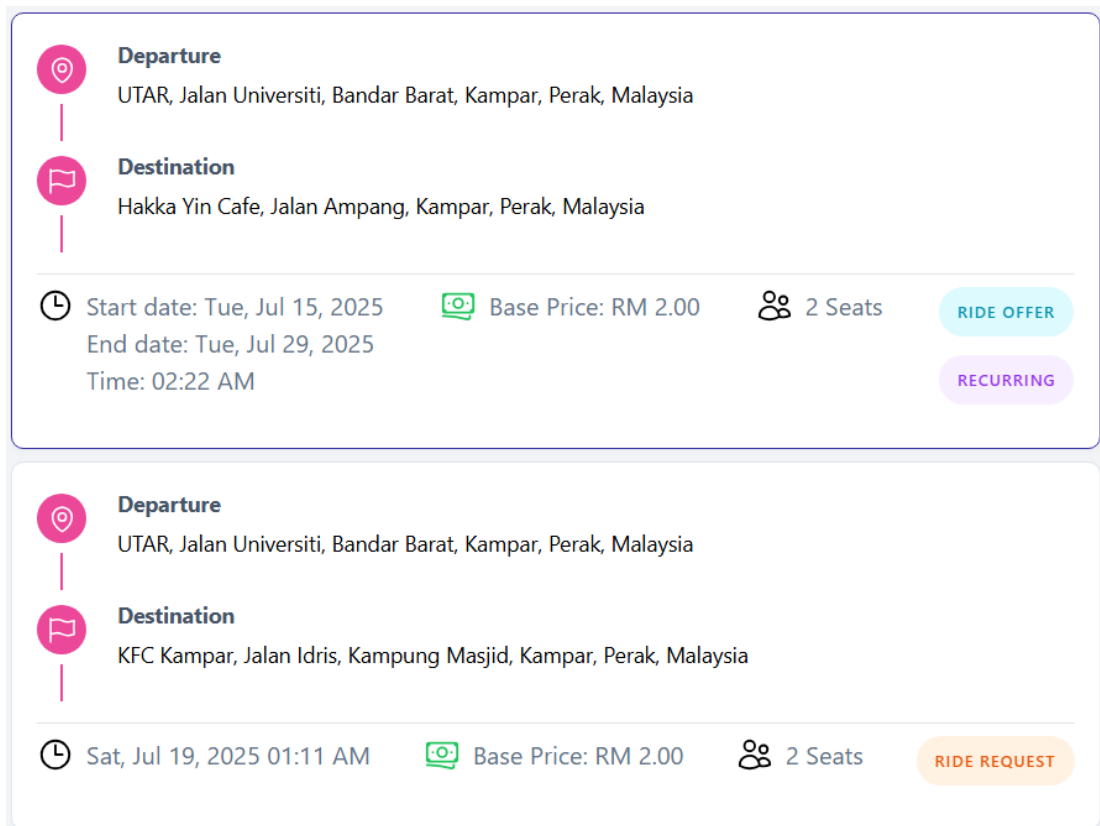 Departure
UTAR, Jalan Universiti, Bandar Barat, Kampar, Perak, Malaysia
Destination
Hakka Yin Cafe, Jalan Ampang, Kampar, Perak, Malaysia
Start date: Tue, Jul 15, 2025
End date: Tue, Jul 29, 2025
Time: 02:22 AM
Base Price: RM 2.00
2 Seats
RIDE OFFER
RECURRING
Departure
UTAR, Jalan Universiti, Bandar Barat, Kampar, Perak, Malaysia
Destination
KFC Kampar, Jalan Idris, Kampung Masjid, Kampar, Perak, Malaysia
Sat, Jul 19, 2025 01:11 AM
Base Price: RM 2.00
2 Seats
RIDE REQUEST